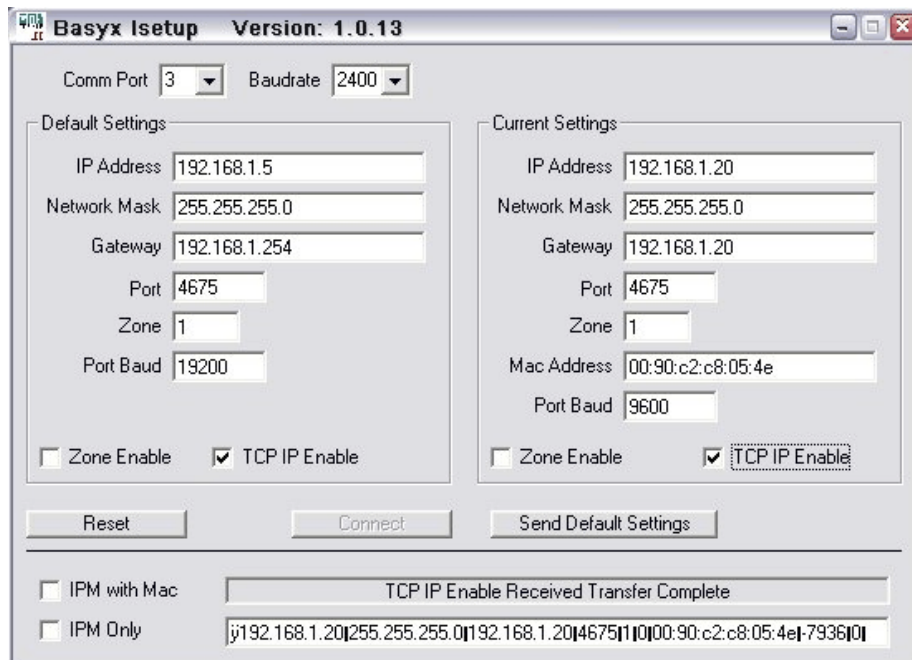 Basyx Isetup Version: 1.0.13
Comm Port 3 Baudrate 2400
Default Settings
IP Address 192.168.1.5
Network Mask 255.255.255.0
Gateway 192.168.1.254
Port 4675
Zone 1
Port Baud 19200
Zone Enable TCP IP Enable
Current Settings
IP Address 192.168.1.20
Network Mask 255.255.255.0
Gateway 192.168.1.20
Port 4675
Zone 1
Mac Address 00:90:c2:c8:05:4e
Port Baud 9600
Zone Enable TCP IP Enable
Reset Connect Send Default Settings
IPM with Mac TCP IP Enable Received Transfer Complete
IPM Only ÿ192.168.1.20|255.255.255.0|192.168.1.20|4675|1|0|00:90:c2:c8:05:4e|-7936|0|